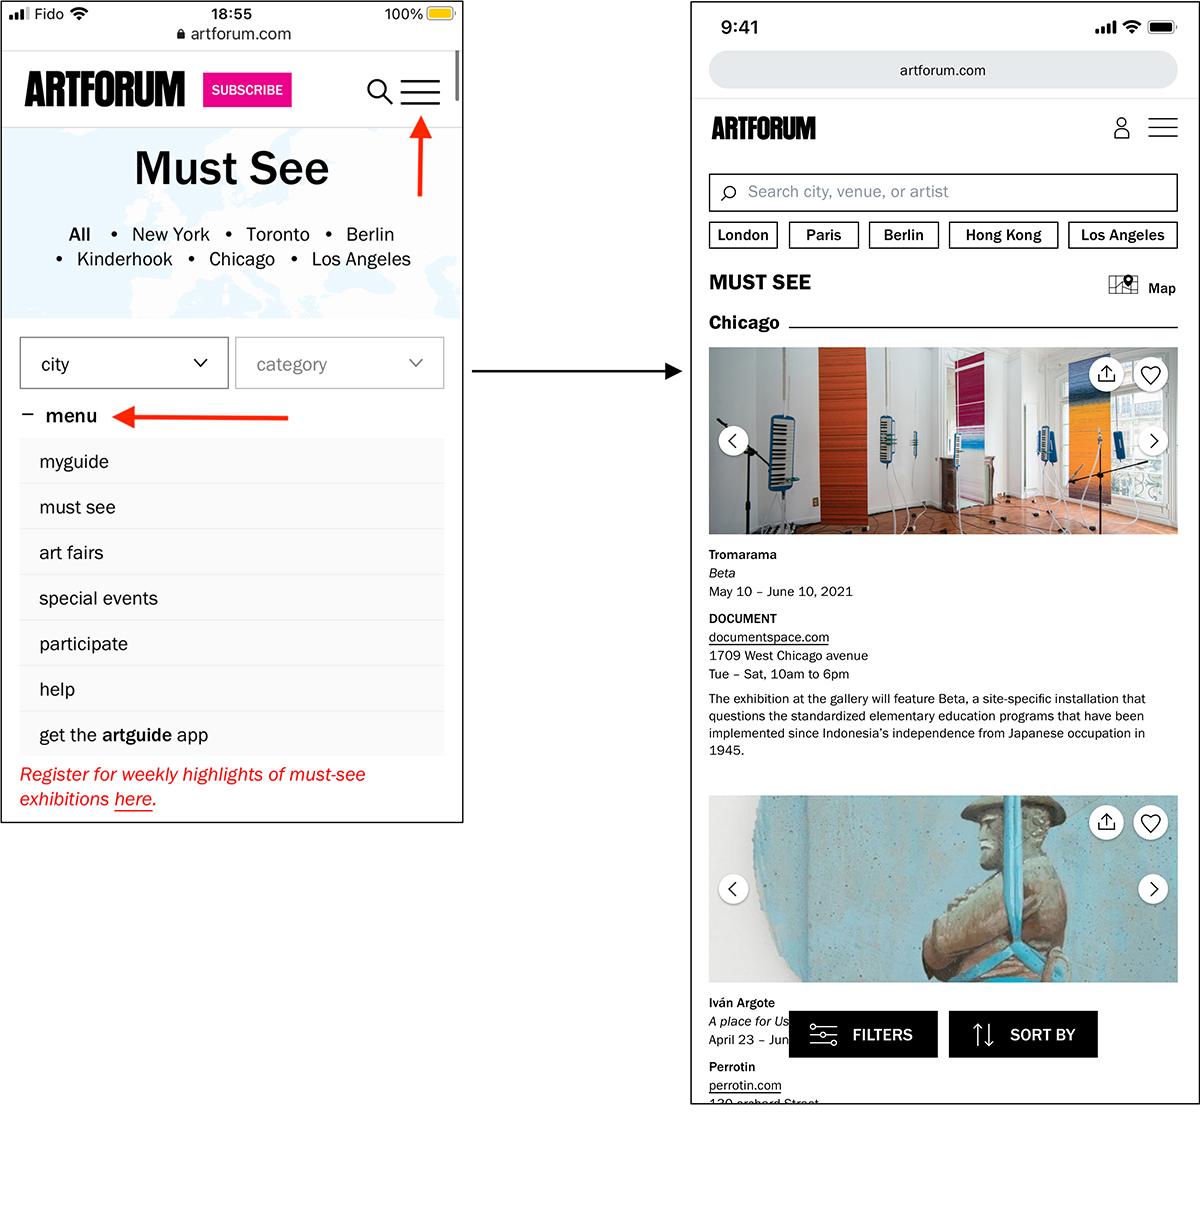 Fido 18:55 100%
artforum.com
ARTFORUM SUBSCRIBE
Must See
All • New York • Toronto • Berlin
• Kinderhook • Chicago • Los Angeles
city category
menu
myguide
must see
art fairs
special events
participate
help
get the artguide app
Register for weekly highlights of must-see
exhibitions here.
9:41
artforum.com
ARTFORUM
Search city, venue, or artist
London Paris Berlin Hong Kong Los Angeles
MUST SEE Map
Chicago
Tromarama
Beta
May 10 – June 10, 2021
DOCUMENT
documentspace.com
1709 West Chicago avenue
Tue – Sat, 10am to 6pm
The exhibition at the gallery will feature Beta, a site-specific installation that
questions the standardized elementary education programs that have been
implemented since Indonesia's independence from Japanese occupation in
1945.
Iván Argote
A place for Us
April 23 – Jun
FILTERS SORT BY
Perrotin
perrotin.com
130 orchard Street